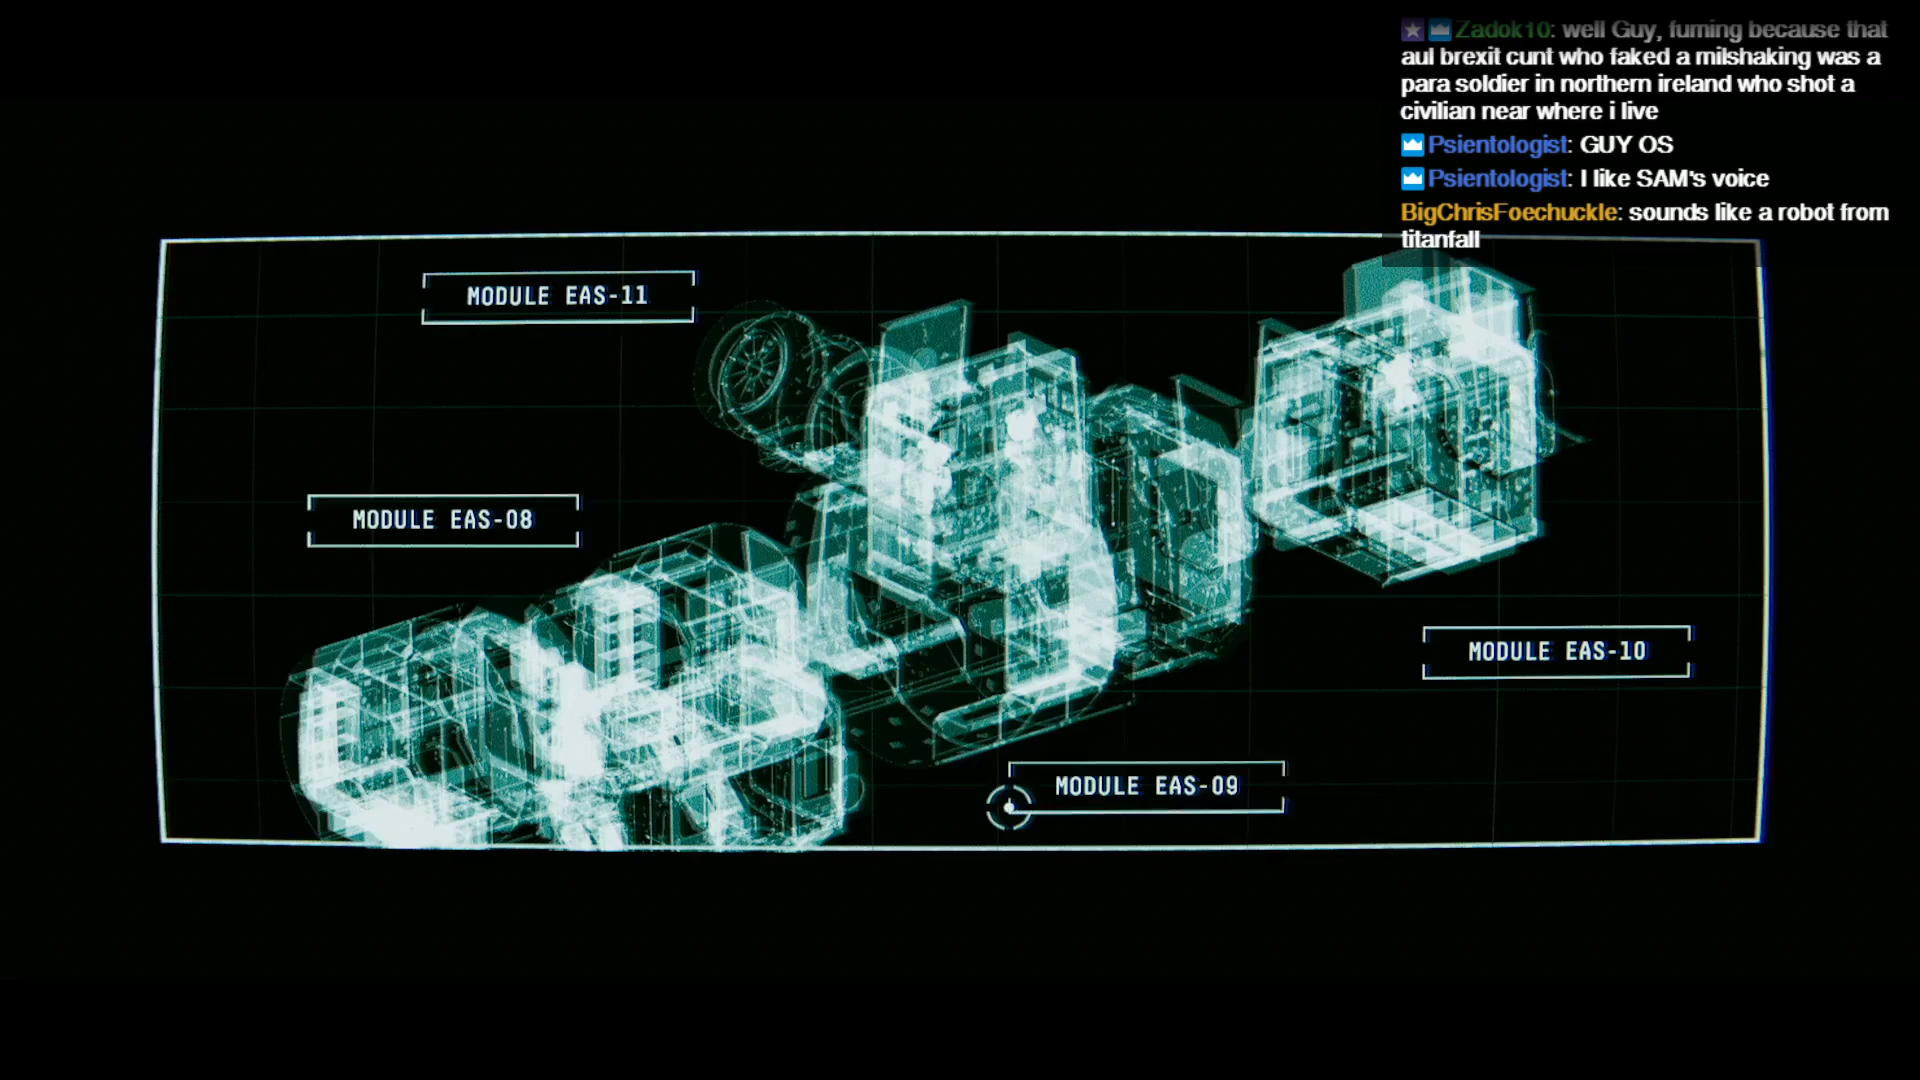 Zadok10: well Guy, fuming because that
aul brexit cunt who faked a milshaking was a
para soldier in northern ireland who shot a
civilian near where i live
Psientologist: GUY OS
Psientologist: I like SAM's voice
BigChrisFoechuckle: sounds like a robot from
titanfall
MODULE EAS-11
MODULE EAS-08
MODULE EAS-10
MODULE EAS-09